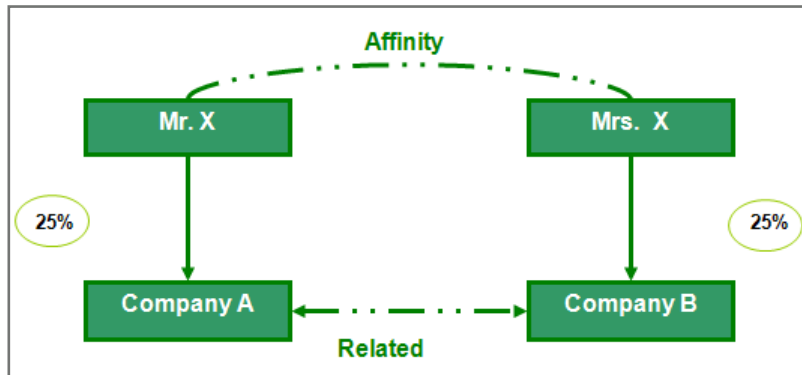 Affinity
Mr. X
Mrs. X
25%
25%
Company A
Company B
Related